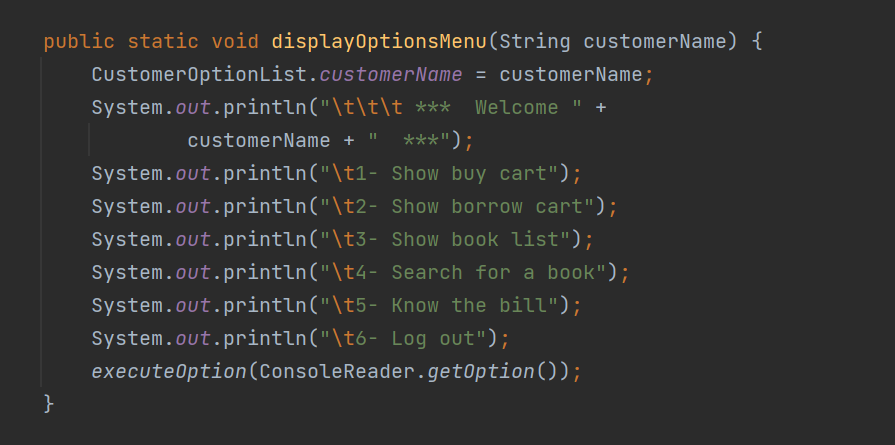 public static void displayOptionsMenu(String customerName) {
    CustomerOptionList.customerName = customerName;
    System.out.println("\t\t\t ***  Welcome " +
            customerName + "  ***");
    System.out.println("\t1- Show buy cart");
    System.out.println("\t2- Show borrow cart");
    System.out.println("\t3- Show book list");
    System.out.println("\t4- Search for a book");
    System.out.println("\t5- Know the bill");
    System.out.println("\t6- Log out");
    executeOption(ConsoleReader.getOption());
}